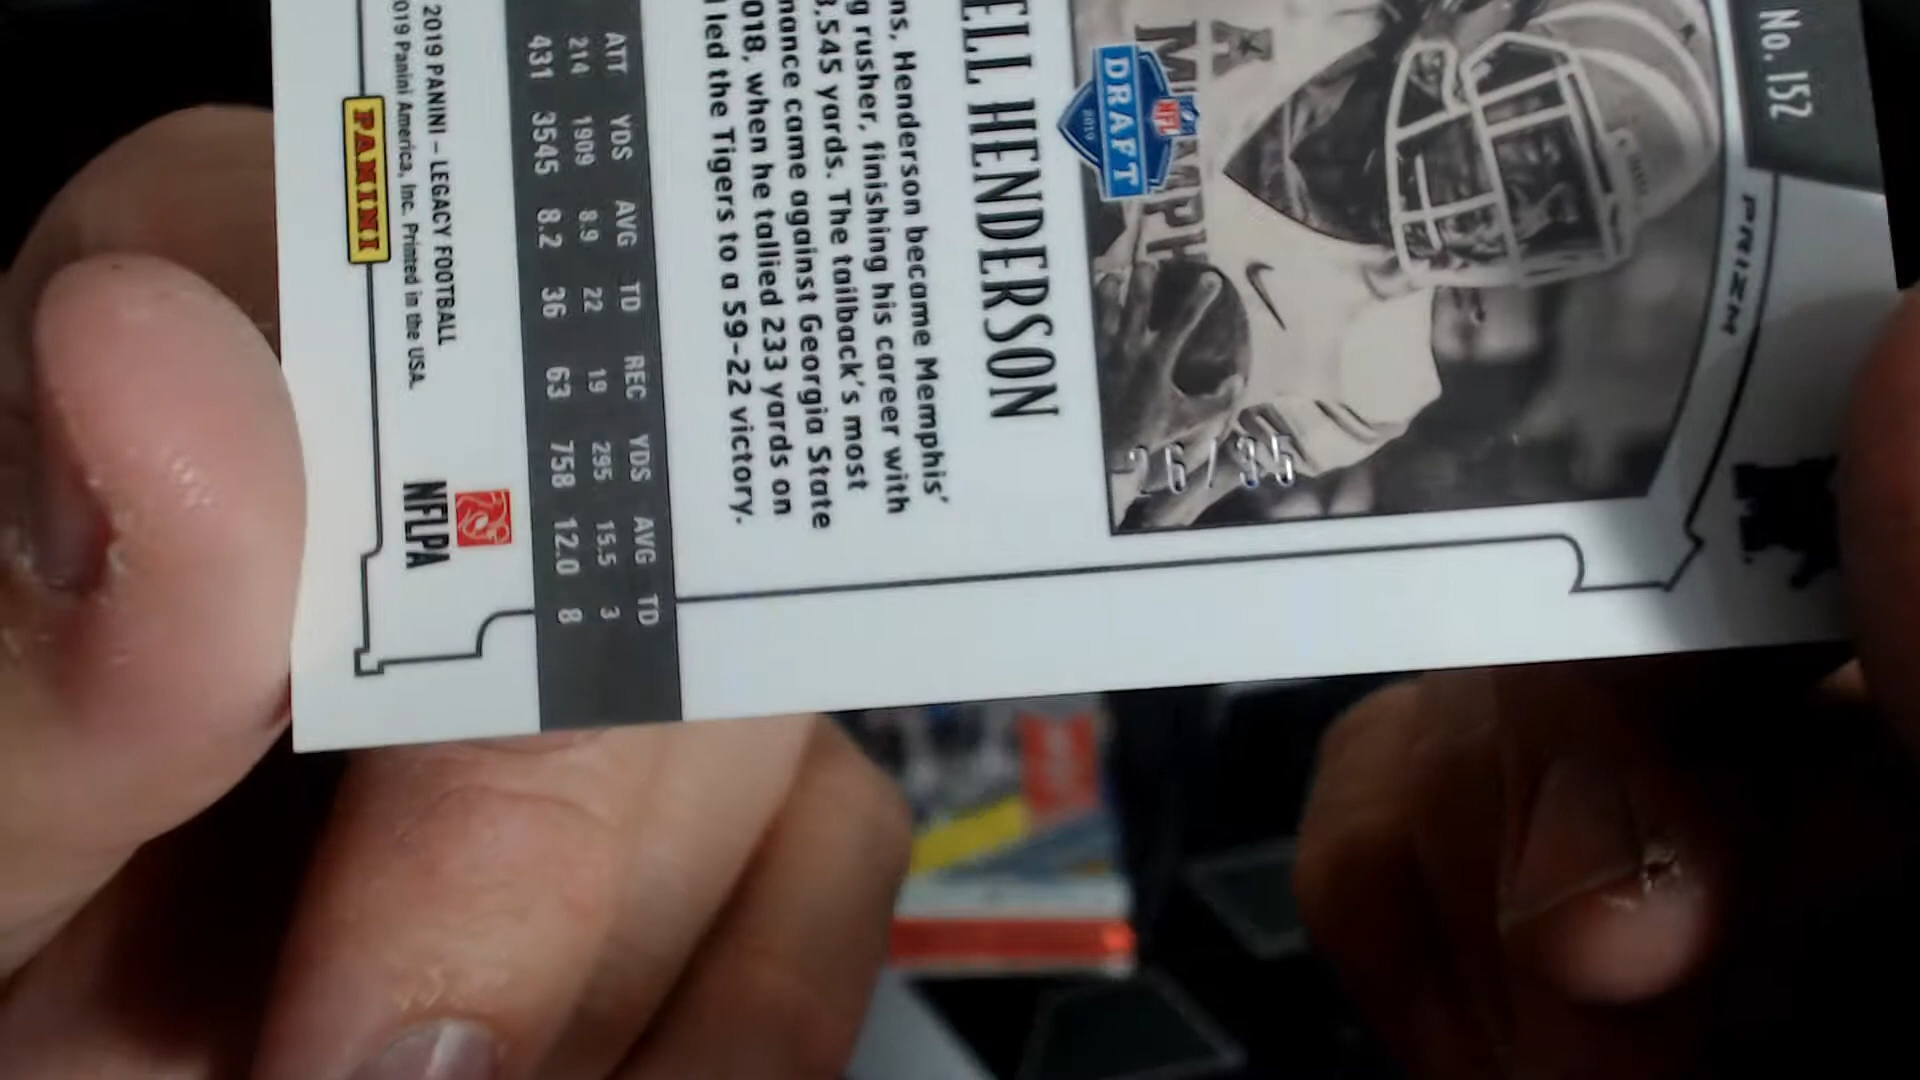 No. 152
PRIZM
NFL
DRAFT
2019
26/35
ELL HENDERSON
ns, Henderson became Memphis'
g rusher, finishing his career with
3,545 yards. The tailback's most
mance came against Georgia State
018, when he tallied 233 yards on
led the Tigers to a 59-22 victory.
ATT YDS AVG TD REC YDS AVG TD
214 1909 8.9 22 19 295 15.5 3
431 3545 8.2 36 63 758 12.0 8
2019 PANINI – LEGACY FOOTBALL
019 Panini America, Inc. Printed in the USA.
PANINI
NFLPA